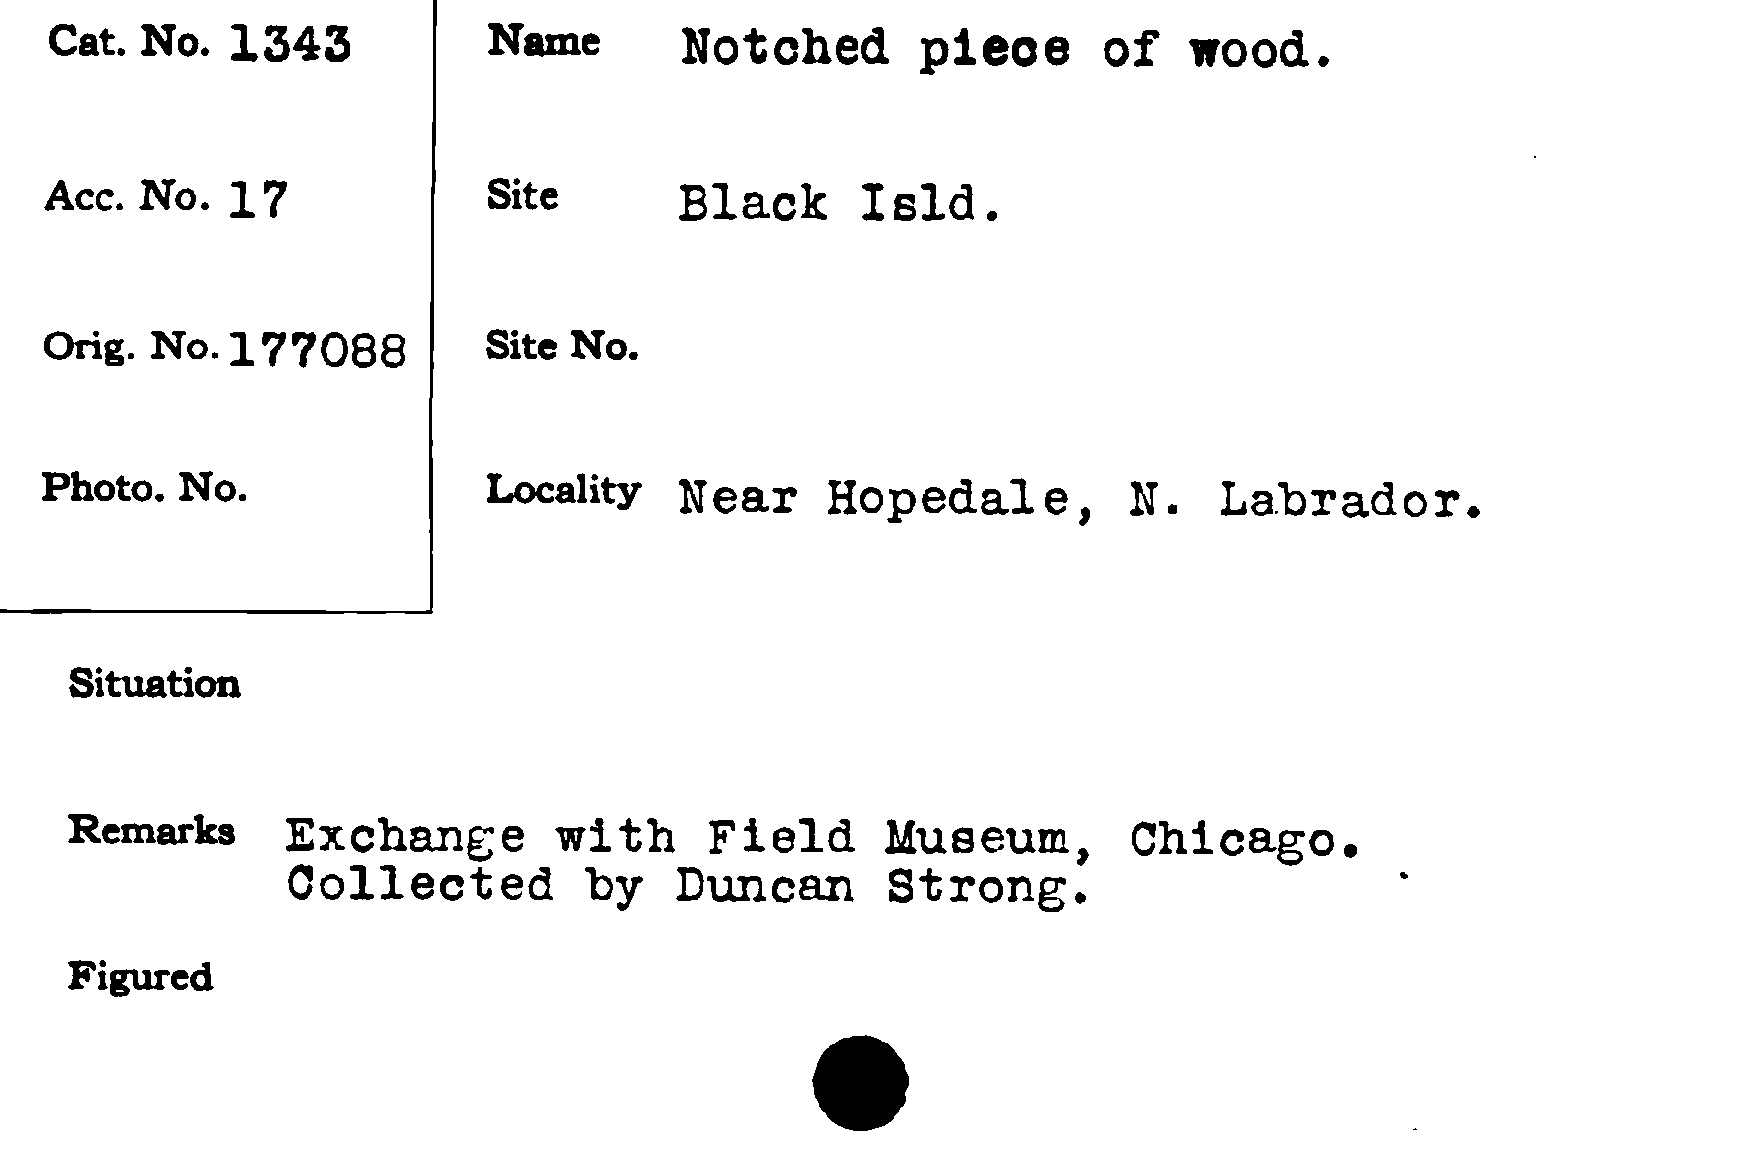 Cat. No. 1343
Acc. No. 17
Orig. No. 177088
Photo. No.
Name Notched piece of wood.
Site Black Isld.
Site No.
Locality Near Hopedale, N. Labrador.
Situation
Remarks Exchange with Field Museum, Chicago.
Collected by Duncan Strong.
Figured